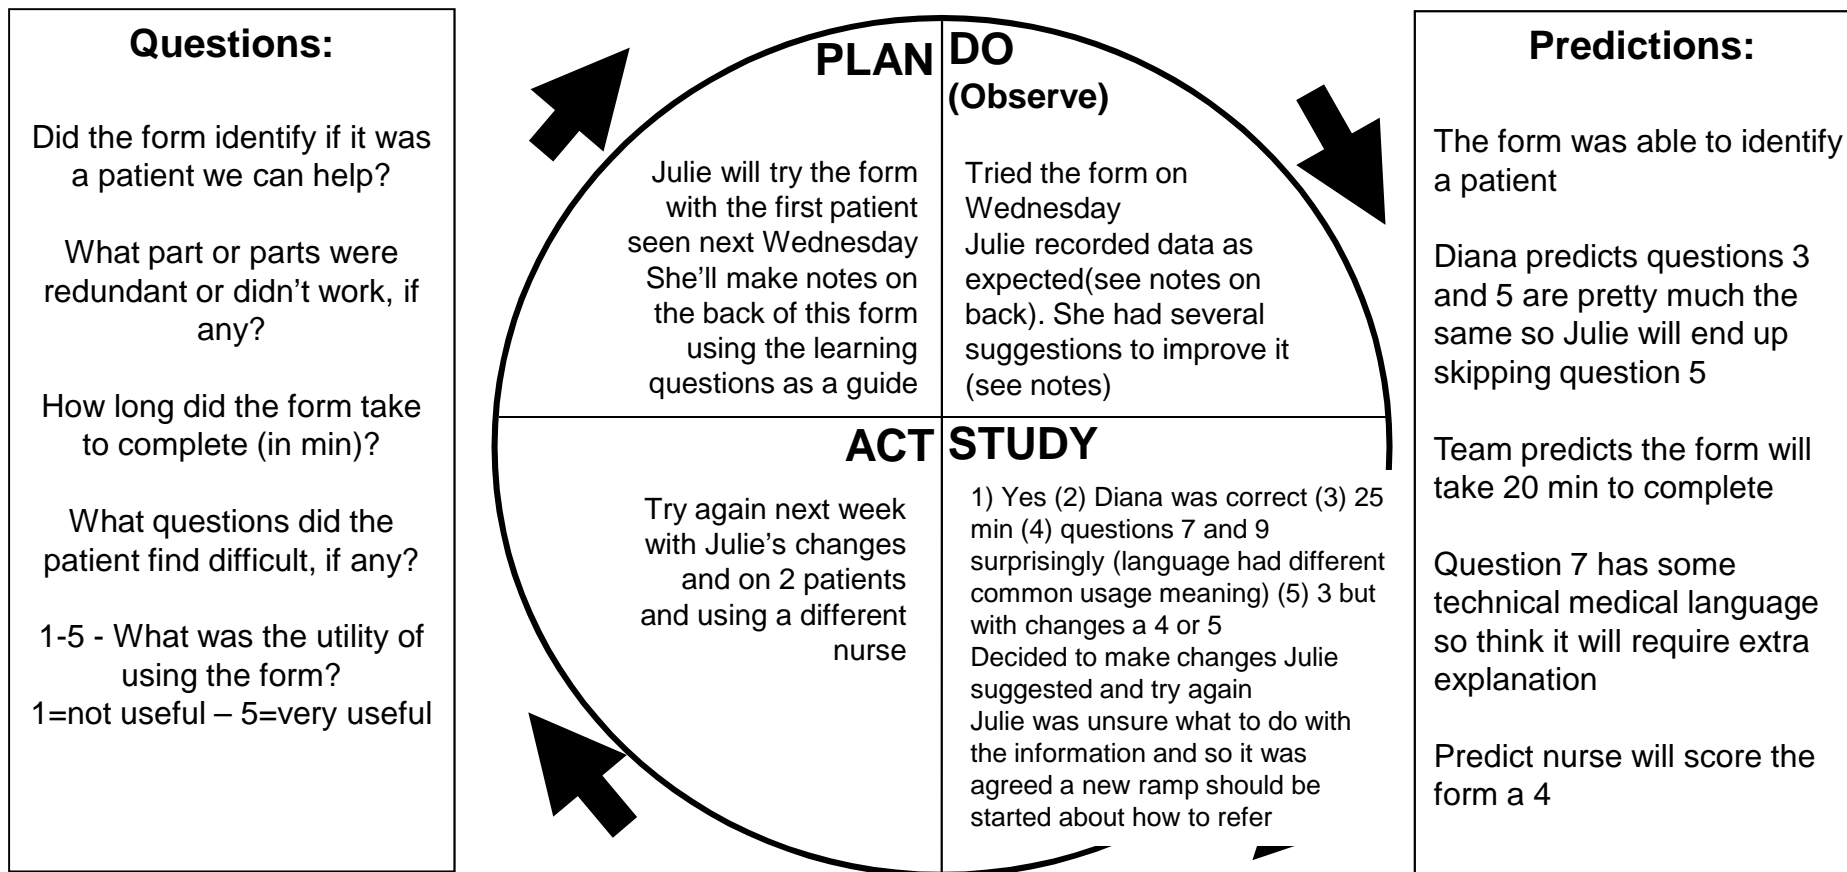 Questions:
Did the form identify if it was
a patient we can help?
What part or parts were
redundant or didn’t work, if
any?
How long did the form take
to complete (in min)?
What questions did the
patient find difficult, if any?
1-5 - What was the utility of
using the form?
1=not useful – 5=very useful
PLAN
Julie will try the form
with the first patient
seen next Wednesday
She’ll make notes on
the back of this form
using the learning
questions as a guide
DO
(Observe)
Tried the form on
Wednesday
Julie recorded data as
expected(see notes on
back). She had several
suggestions to improve it
(see notes)
ACT
Try again next week
with Julie’s changes
and on 2 patients
and using a different
nurse
STUDY
1) Yes (2) Diana was correct (3) 25
min (4) questions 7 and 9
surprisingly (language had different
common usage meaning) (5) 3 but
with changes a 4 or 5
Decided to make changes Julie
suggested and try again
Julie was unsure what to do with
the information and so it was
agreed a new ramp should be
started about how to refer
Predictions:
The form was able to identify
a patient
Diana predicts questions 3
and 5 are pretty much the
same so Julie will end up
skipping question 5
Team predicts the form will
take 20 min to complete
Question 7 has some
technical medical language
so think it will require extra
explanation
Predict nurse will score the
form a 4